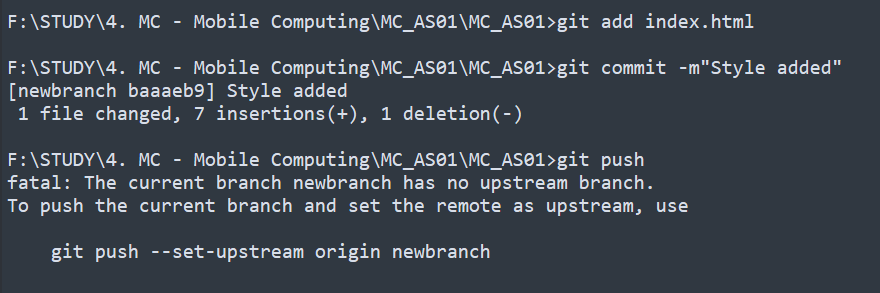 F:\STUDY\4. MC - Mobile Computing\MC_AS01\MC_AS01>git add index.html
F:\STUDY\4. MC - Mobile Computing\MC_AS01\MC_AS01>git commit -m"Style added"
[newbranch baaaeb9] Style added
1 file changed, 7 insertions(+), 1 deletion(-)
F:\STUDY\4. MC - Mobile Computing\MC_AS01\MC_AS01>git push
fatal: The current branch newbranch has no upstream branch.
To push the current branch and set the remote as upstream, use
git push --set-upstream origin newbranch